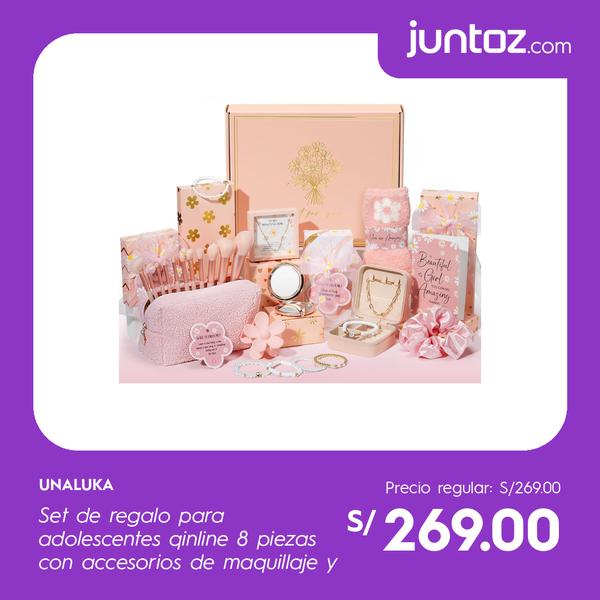 juntoz.com
Beautiful
Girl
Amazing
UNALUKA
Set de regalo para
adolescentes qinline 8 piezas
con accesorios de maquillaje y
Precio regular: S/269.00
S/ 269.00